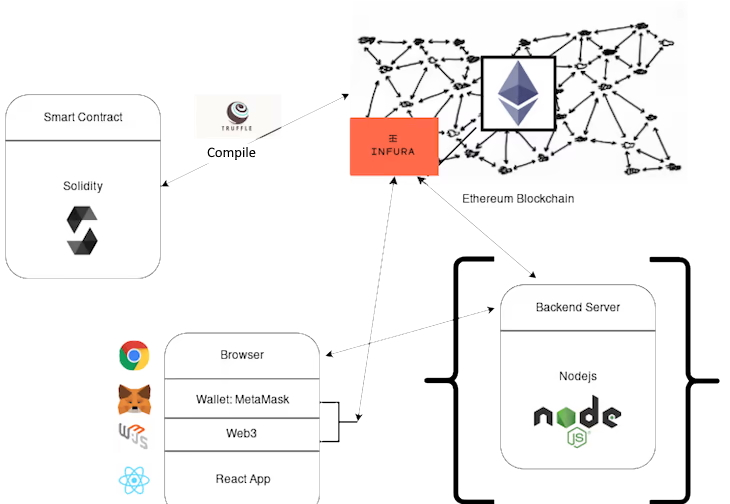 Smart Contract
Solidity
TRUFFLE
Compile
INFURA
Ethereum Blockchain
Backend Server
Nodejs
node
JS
Browser
Wallet: MetaMask
Web3
W3JS
React App